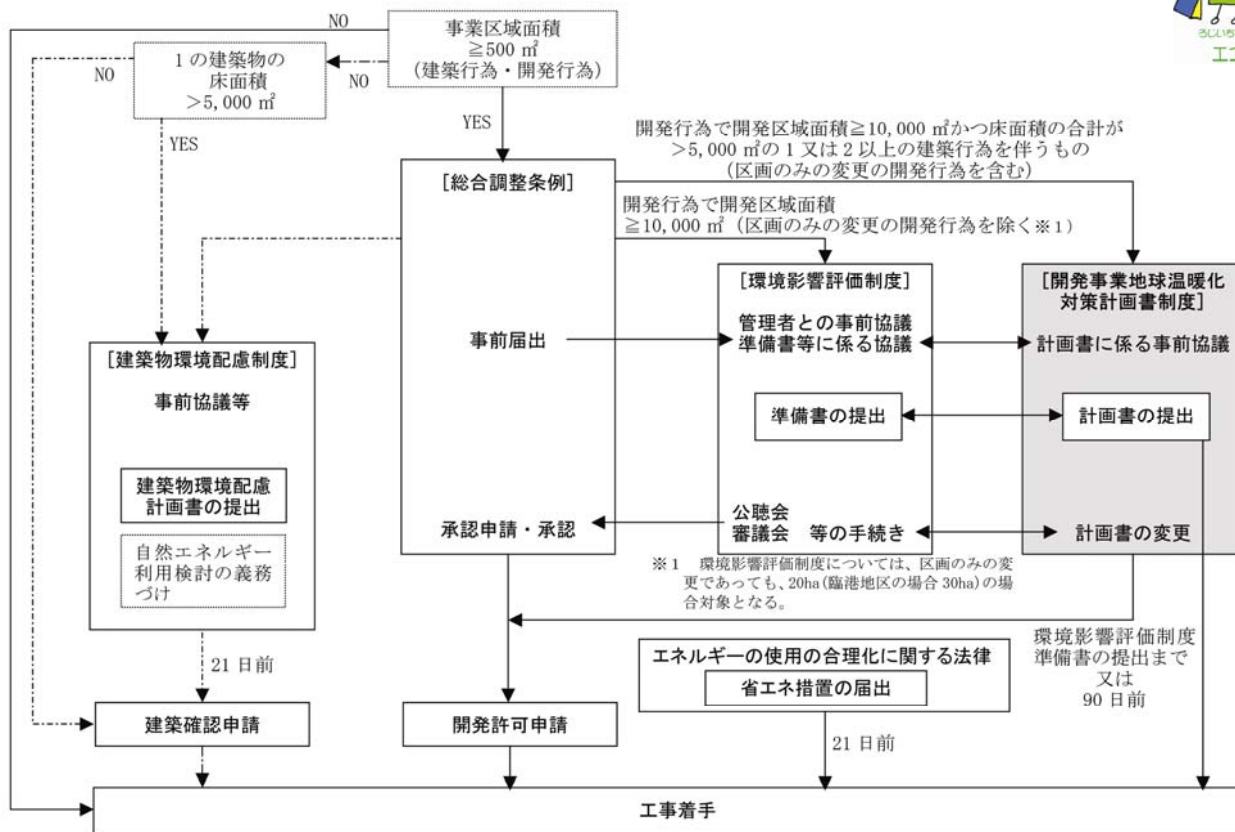 NO
事業区域面積
≧500 ㎡
(建築行為・開発行為)
1 の建築物の
床面積
>5,000 ㎡
NO
NO
YES
YES
ろじいち
エコ
開発行為で開発区域面積≧10,000 ㎡かつ床面積の合計が
>5,000 ㎡の 1 又は 2 以上の建築行為を伴うもの
(区画のみの変更の開発行為を含む)
[総合調整条例]
開発行為で開発区域面積
≧10,000 ㎡(区画のみの変更の開発行為を除く※1)
事前届出
承認申請・承認
[環境影響評価制度]
管理者との事前協議
準備書等に係る協議
準備書の提出
公聴会
審議会 等の手続き
[開発事業地球温暖化
対策計画書制度]
計画書に係る事前協議
計画書の提出
計画書の変更
[建築物環境配慮制度]
事前協議等
建築物環境配慮
計画書の提出
自然エネルギー
利用検討の義務
づけ
※1 環境影響評価制度については、区画のみの変
更であっても、20ha(臨港地区の場合 30ha)の場
合対象となる。
21 日前
エネルギーの使用の合理化に関する法律
省エネ措置の届出
環境影響評価制度
準備書の提出まで
又は
90 日前
建築確認申請
開発許可申請
21 日前
工事着手